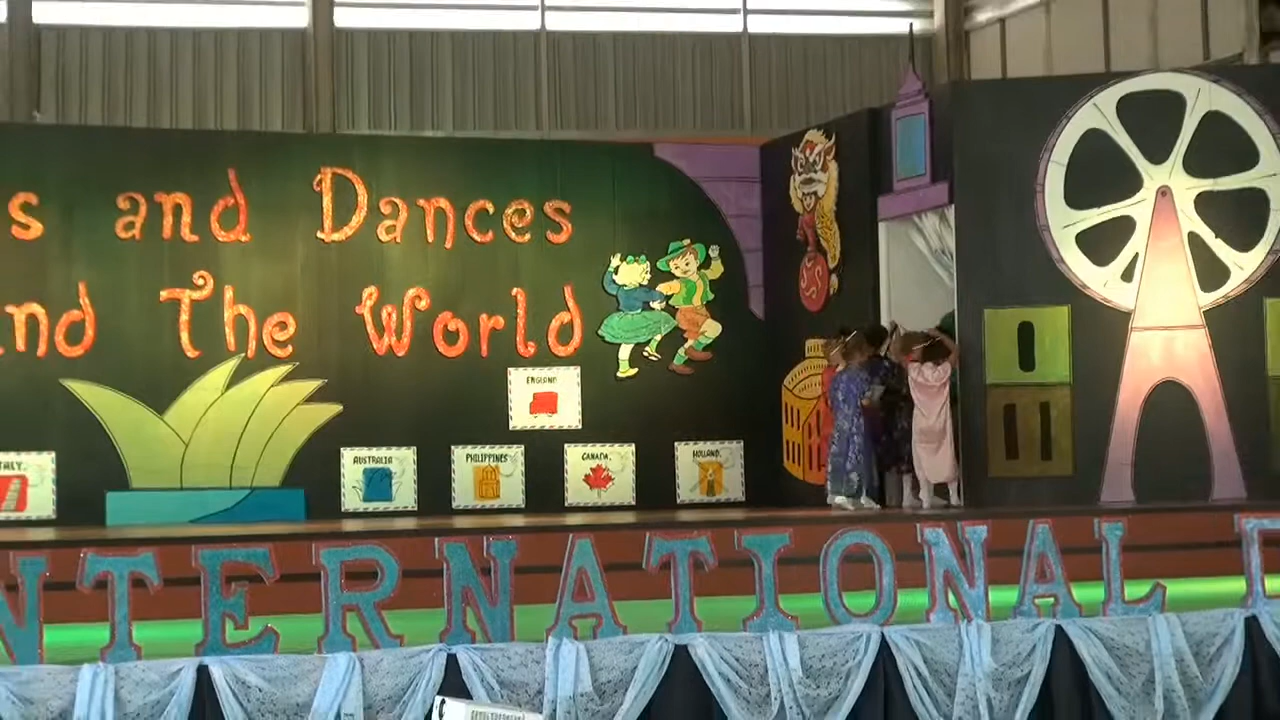 s and Dances
nd The World
ENGLAND
ITALY.
AUSTRALIA
PHILIPPINES
CANADA.
HOLLAND.
NTERNATIONAL